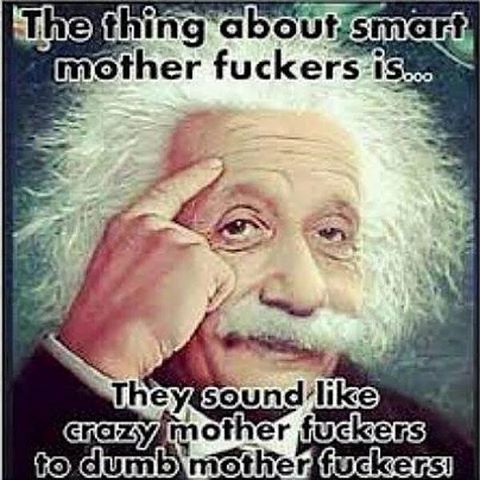 The thing about smart
mother fuckers is...
They sound like
crazy mother fuckers
to dumb mother fuckers!